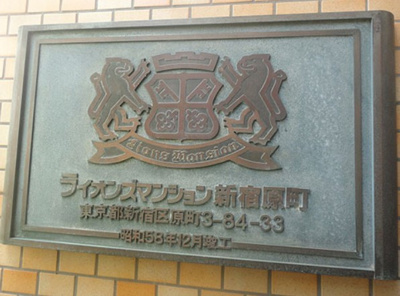 Lions Mansion
ライオンズマンション新宿原町
東京都新宿区原町3-84-33
昭和58年12月竣工